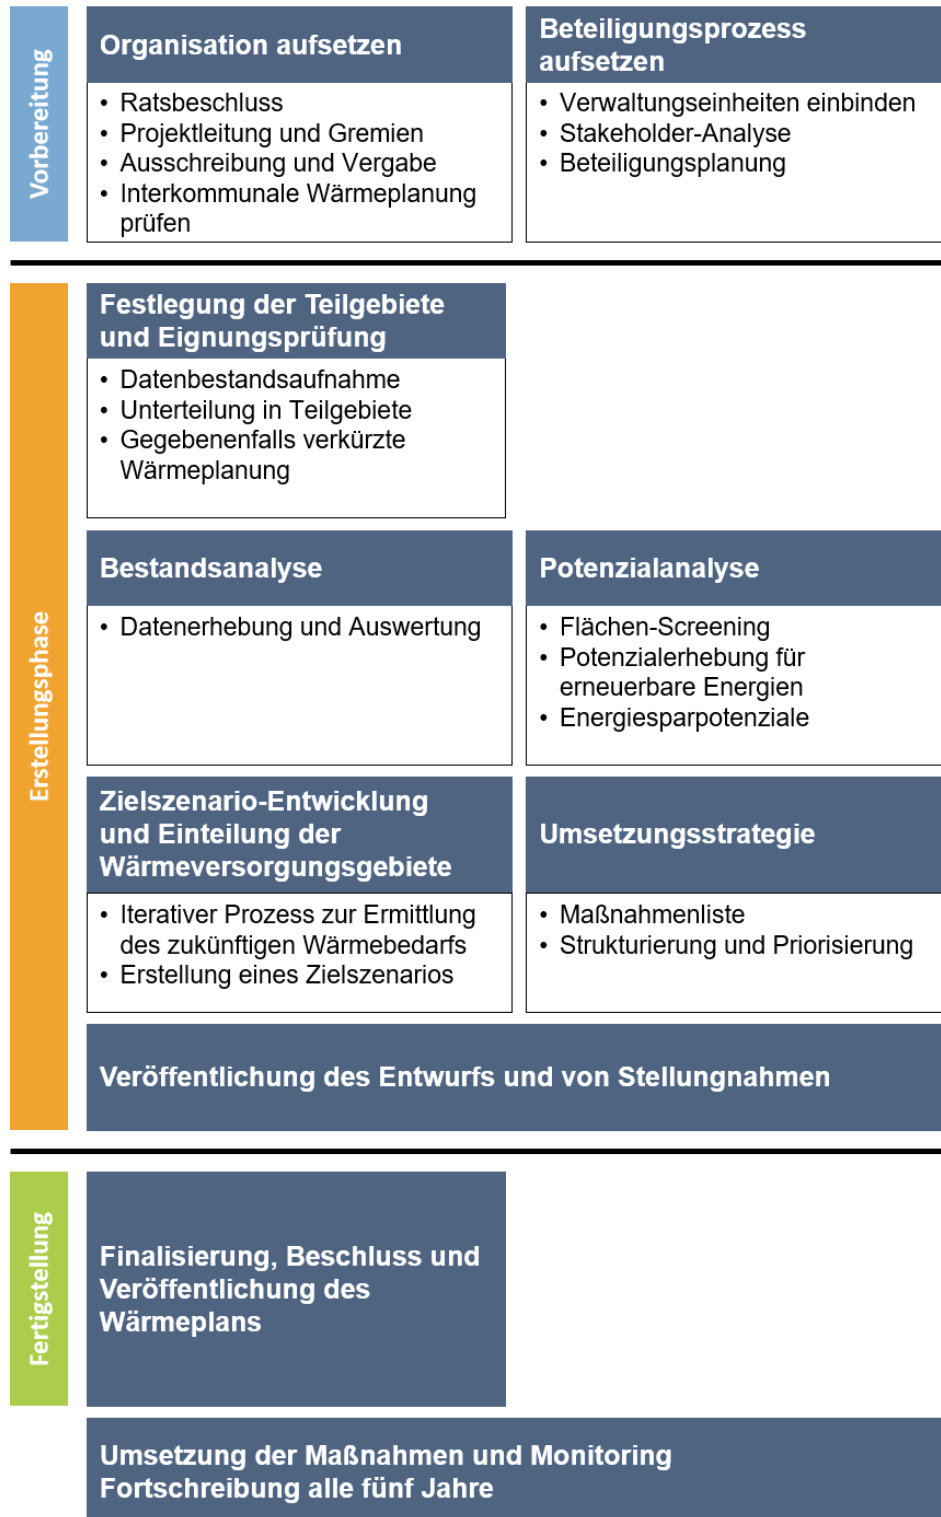 Vorbereitung
Organisation aufsetzen
• Ratsbeschluss
• Projektleitung und Gremien
• Ausschreibung und Vergabe
• Interkommunale Wärmeplanung
prüfen
Beteiligungsprozess
aufsetzen
• Verwaltungseinheiten einbinden
• Stakeholder-Analyse
• Beteiligungsplanung
Erstellungsphase
Festlegung der Teilgebiete
und Eignungsprüfung
• Datenbestandsaufnahme
• Unterteilung in Teilgebiete
• Gegebenenfalls verkürzte
Wärmeplanung
Bestandsanalyse
• Datenerhebung und Auswertung
Potenzialanalyse
• Flächen-Screening
• Potenzialerhebung für
erneuerbare Energien
• Energiesparpotenziale
Zielszenario-Entwicklung
und Einteilung der
Wärmeversorgungsgebiete
• Iterativer Prozess zur Ermittlung
des zukünftigen Wärmebedarfs
• Erstellung eines Zielszenarios
Umsetzungsstrategie
• Maßnahmenliste
• Strukturierung und Priorisierung
Veröffentlichung des Entwurfs und von Stellungnahmen
Fertigstellung
Finalisierung, Beschluss und
Veröffentlichung des
Wärmeplans
Umsetzung der Maßnahmen und Monitoring
Fortschreibung alle fünf Jahre